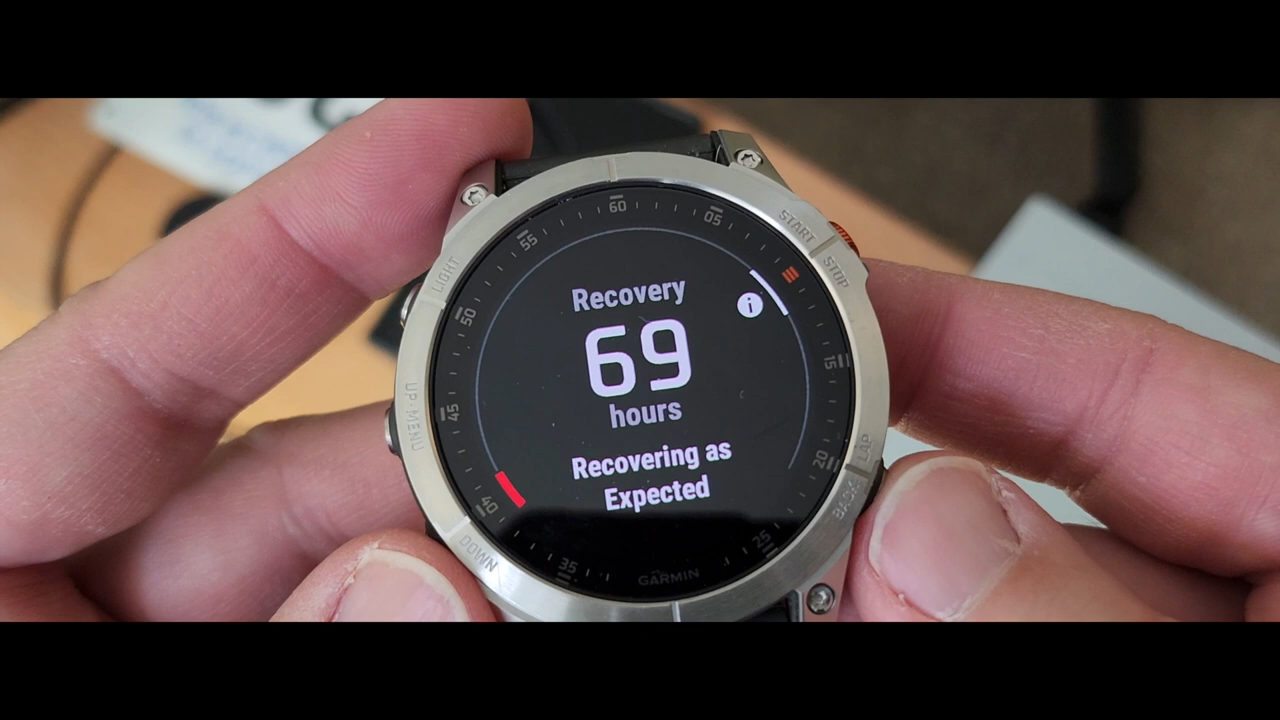 60
05
55
START
STOP
LIGHT
50
Recovery
i
69
15
hours
UP·MENU
45
Recovering as
Expected
20
LAP
BACK
40
DOWN
35
25
GARMIN